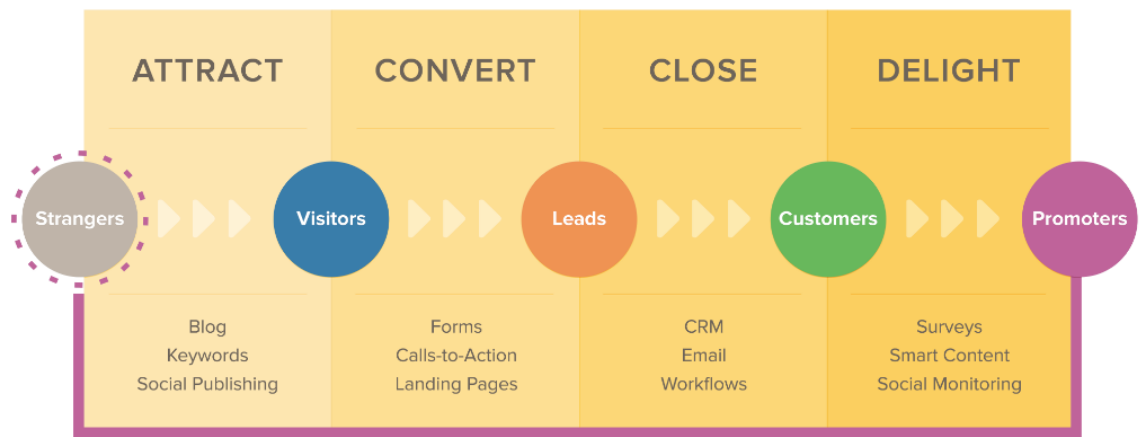 ATTRACT
CONVERT
CLOSE
DELIGHT
Strangers
Visitors
Leads
Customers
Promoters
Blog
Keywords
Social Publishing
Forms
Calls-to-Action
Landing Pages
CRM
Email
Workflows
Surveys
Smart Content
Social Monitoring